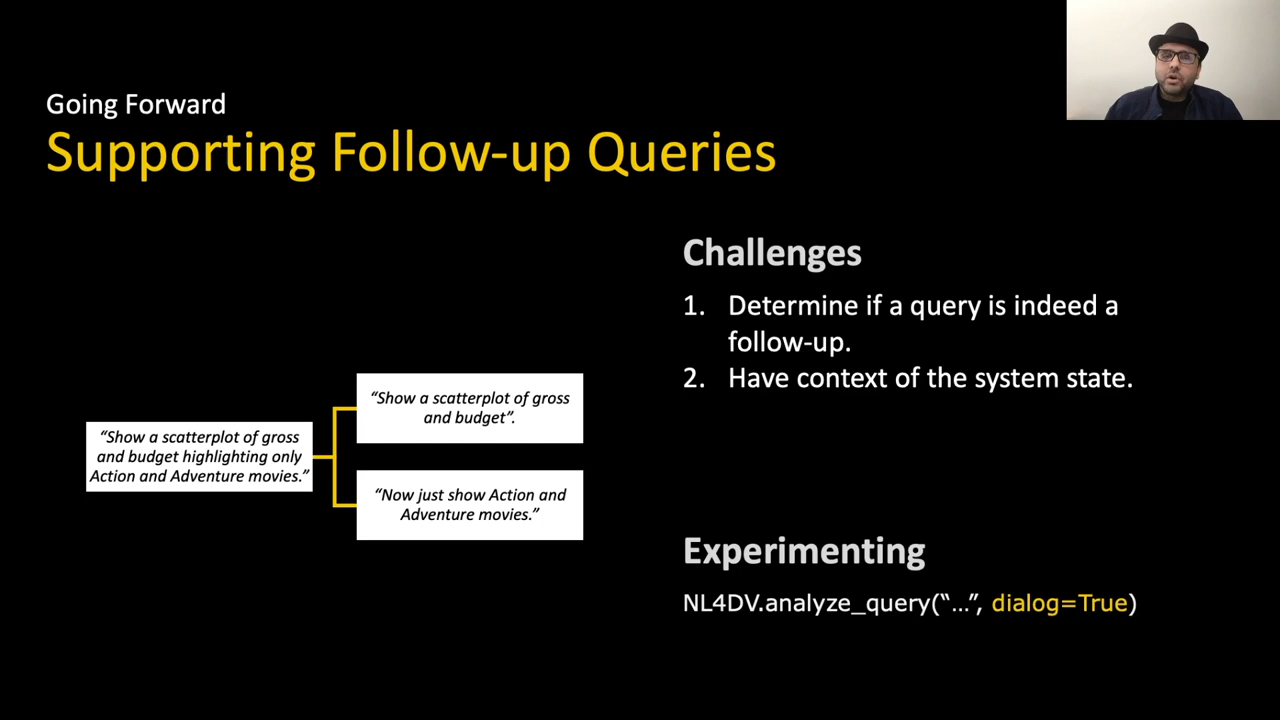 Going Forward
Supporting Follow-up Queries
“Show a scatterplot of gross
and budget highlighting only
Action and Adventure movies.”
“Show a scatterplot of gross
and budget”.
“Now just show Action and
Adventure movies.”
Challenges
1. Determine if a query is indeed a
follow-up.
2. Have context of the system state.
Experimenting
NL4DV.analyze_query(“…”, dialog=True)